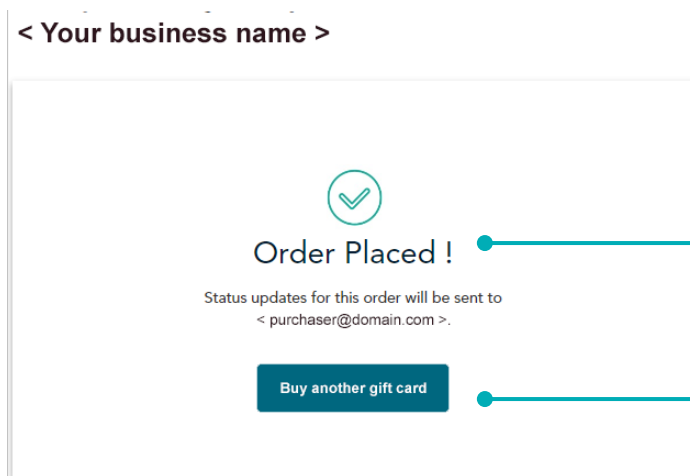 < Your business name >
Order Placed !
Status updates for this order will be sent to
< purchaser@domain.com >.
Buy another gift card